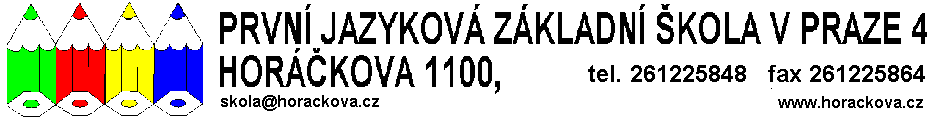 PRVNÍ JAZYKOVÁ ZÁKLADNÍ ŠKOLA V PRAZE 4
HORÁČKOVA 1100, tel. 261225848 fax 261225864
skola@horackova.cz www.horackova.cz